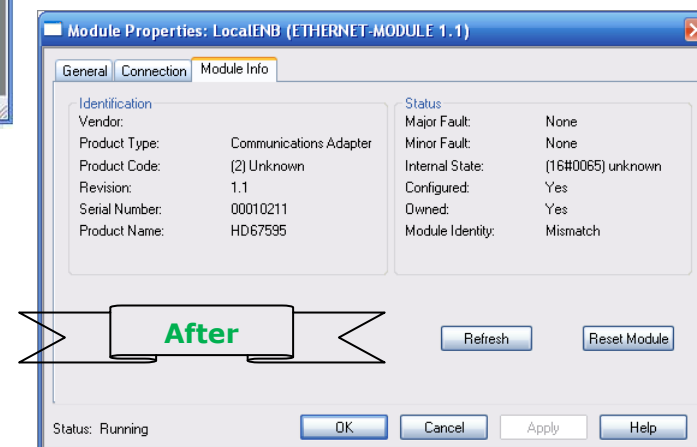 Module Properties: LocalENB (ETHERNET-MODULE 1.1)
General Connection Module Info
Identification
Vendor:
Product Type: Communications Adapter
Product Code: (2) Unknown
Revision: 1.1
Serial Number: 00010211
Product Name: HD67595
Status
Major Fault: None
Minor Fault: None
Internal State: (16#0065) unknown
Configured: Yes
Owned: Yes
Module Identity: Mismatch
After
Refresh Reset Module
Status: Running OK Cancel Apply Help